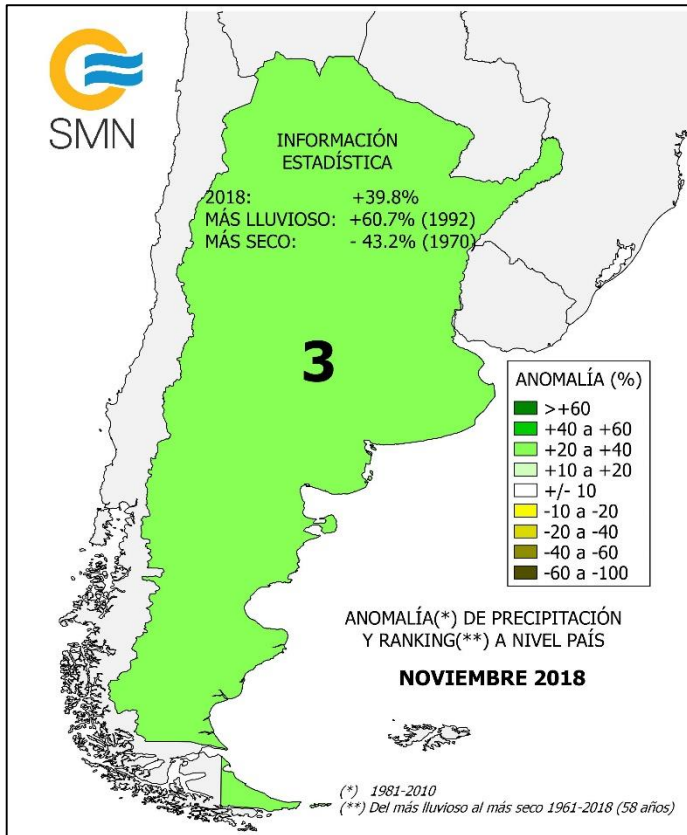 SMN
INFORMACIÓN
ESTADÍSTICA
2018: +39.8%
MÁS LLUVIOSO: +60.7% (1992)
MÁS SECO: - 43.2% (1970)
3
ANOMALÍA (%)
>+60
+40 a +60
+20 a +40
+10 a +20
+/- 10
-10 a -20
-20 a -40
-40 a -60
-60 a -100
ANOMALÍA(*) DE PRECIPITACIÓN
Y RANKING(**) A NIVEL PAÍS
NOVIEMBRE 2018
(*) 1981-2010
(**) Del más lluvioso al más seco 1961-2018 (58 años)